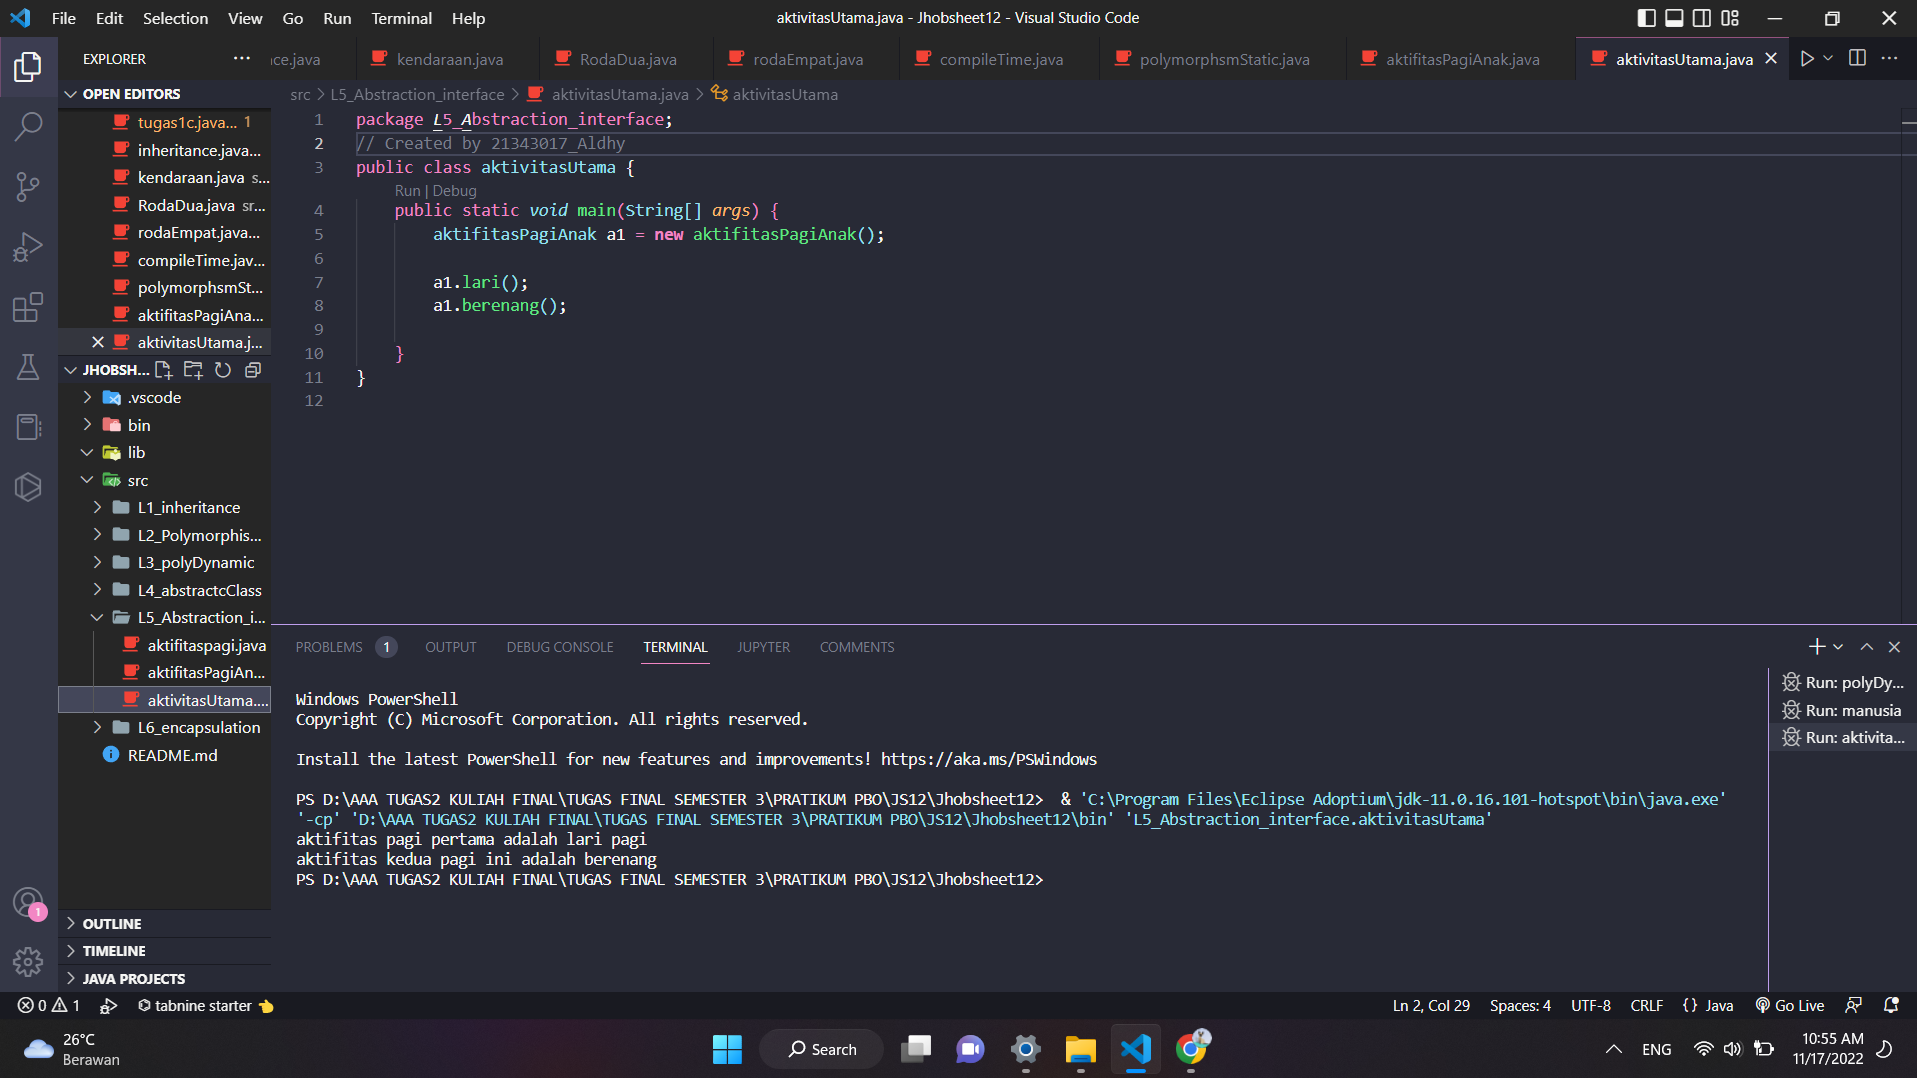 File Edit Selection View Go Run Terminal Help
aktivitasUtama.java - Jhobsheet12 - Visual Studio Code
EXPLORER ...
ice.java
kendaraan.java
RodaDua.java
rodaEmpat.java
compileTime.java
polymorphsmStatic.java
aktifitasPagiAnak.java
aktivitasUtama.java
OPEN EDITORS
tugas1c.java... 1
inheritance.java...
kendaraan.java s...
RodaDua.java sr...
rodaEmpat.java...
compileTime.jav...
polymorphsmSt...
aktifitasPagiAna...
aktivitasUtama.j...
JHOBSH...
.vscode
bin
lib
src
L1_inheritance
L2_Polymorphis...
L3_polyDynamic
L4_abstractcClass
L5_Abstraction_i...
aktifitaspagi.java
aktifitasPagiAn...
aktivitasUtama....
L6_encapsulation
README.md
OUTLINE
TIMELINE
JAVA PROJECTS
src > L5_Abstraction_interface > aktivitasUtama.java > aktivitasUtama
1 package L5_Abstraction_interface;
2 // Created by 21343017_Aldhy
3 public class aktivitasUtama {
Run | Debug
4 public static void main(String[] args) {
5 aktifitasPagiAnak a1 = new aktifitasPagiAnak();
6
7 a1.lari();
8 a1.berenang();
9
10 }
11 }
12
PROBLEMS 1 OUTPUT DEBUG CONSOLE TERMINAL JUPYTER COMMENTS
Windows PowerShell
Copyright (C) Microsoft Corporation. All rights reserved.
Install the latest PowerShell for new features and improvements! https://aka.ms/PSWindows
PS D:\AAA TUGAS2 KULIAH FINAL\TUGAS FINAL SEMESTER 3\PRATIKUM PBO\JS12\Jhobsheet12> & 'C:\Program Files\Eclipse Adoptium\jdk-11.0.16.101-hotspot\bin\java.exe'
'-cp' 'D:\AAA TUGAS2 KULIAH FINAL\TUGAS FINAL SEMESTER 3\PRATIKUM PBO\JS12\Jhobsheet12\bin' 'L5_Abstraction_interface.aktivitasUtama'
aktifitas pagi pertama adalah lari pagi
aktifitas kedua pagi ini adalah berenang
PS D:\AAA TUGAS2 KULIAH FINAL\TUGAS FINAL SEMESTER 3\PRATIKUM PBO\JS12\Jhobsheet12>
Run: polyDy...
Run: manusia
Run: aktivita...
1
0 1 tabnine starter
Ln 2, Col 29 Spaces: 4 UTF-8 CRLF {} Java Go Live
26°C
Berawan
Search
ENG
10:55 AM
11/17/2022